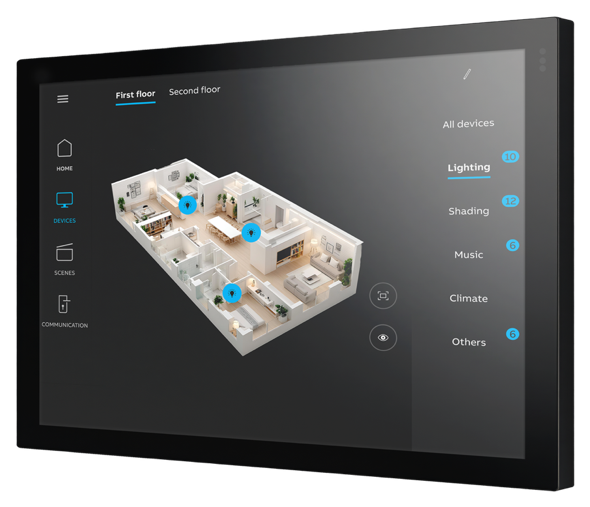 First floor
Second floor
HOME
DEVICES
SCENES
COMMUNICATION
All devices
Lighting
10
Shading
12
Music
6
Climate
Others
6